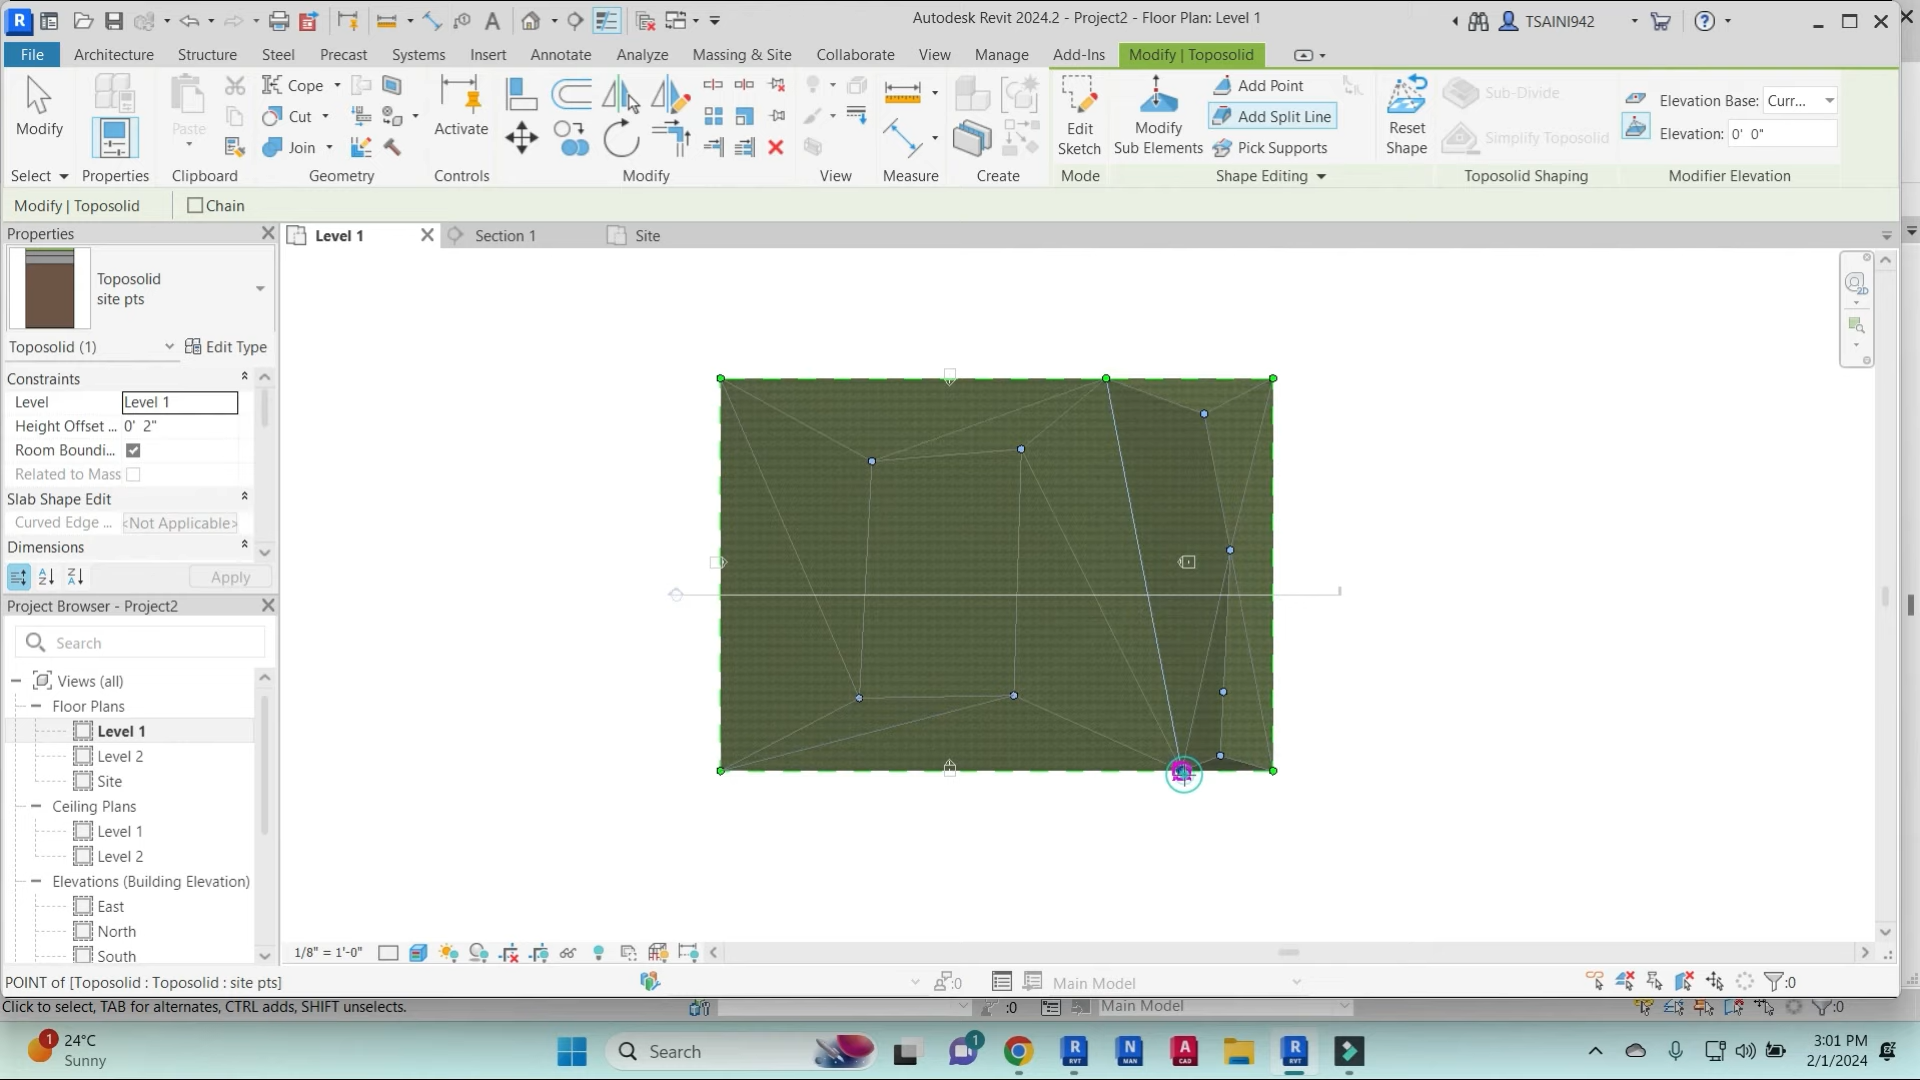 R
Autodesk Revit 2024.2 - Project2 - Floor Plan: Level 1
TSAINI942
File Architecture Structure Steel Precast Systems Insert Annotate Analyze Massing & Site Collaborate View Manage Add-Ins Modify | Toposolid
Modify
Select
Properties
Paste
Clipboard
Cope
Cut
Join
Geometry
Activate
Controls
Modify
View
Measure
Create
Edit
Sketch
Mode
Modify
Sub Elements
Add Point
Add Split Line
Pick Supports
Reset
Shape
Shape Editing
Sub-Divide
Simplify Toposolid
Toposolid Shaping
Elevation Base: Curr...
Elevation: 0' 0"
Modifier Elevation
Modify | Toposolid
Chain
Properties
Toposolid
site pts
Toposolid (1)
Edit Type
Constraints
Level Level 1
Height Offset ... 0' 2"
Room Boundi...
Related to Mass
Slab Shape Edit
Curved Edge ... <Not Applicable>
Dimensions
Apply
Project Browser - Project2
Search
Views (all)
Floor Plans
Level 1
Level 2
Site
Ceiling Plans
Level 1
Level 2
Elevations (Building Elevation)
East
North
South
Level 1
Section 1
Site
2D
1/8" = 1'-0"
POINT of [Toposolid : Toposolid : site pts]
:0
Main Model
:0
Click to select, TAB for alternates, CTRL adds, SHIFT unselects.
:0
Main Model
:0
1
24°C
Sunny
Search
1
R
RVT
N
MAN
A
CAD
R
RVT
3:01 PM
2/1/2024